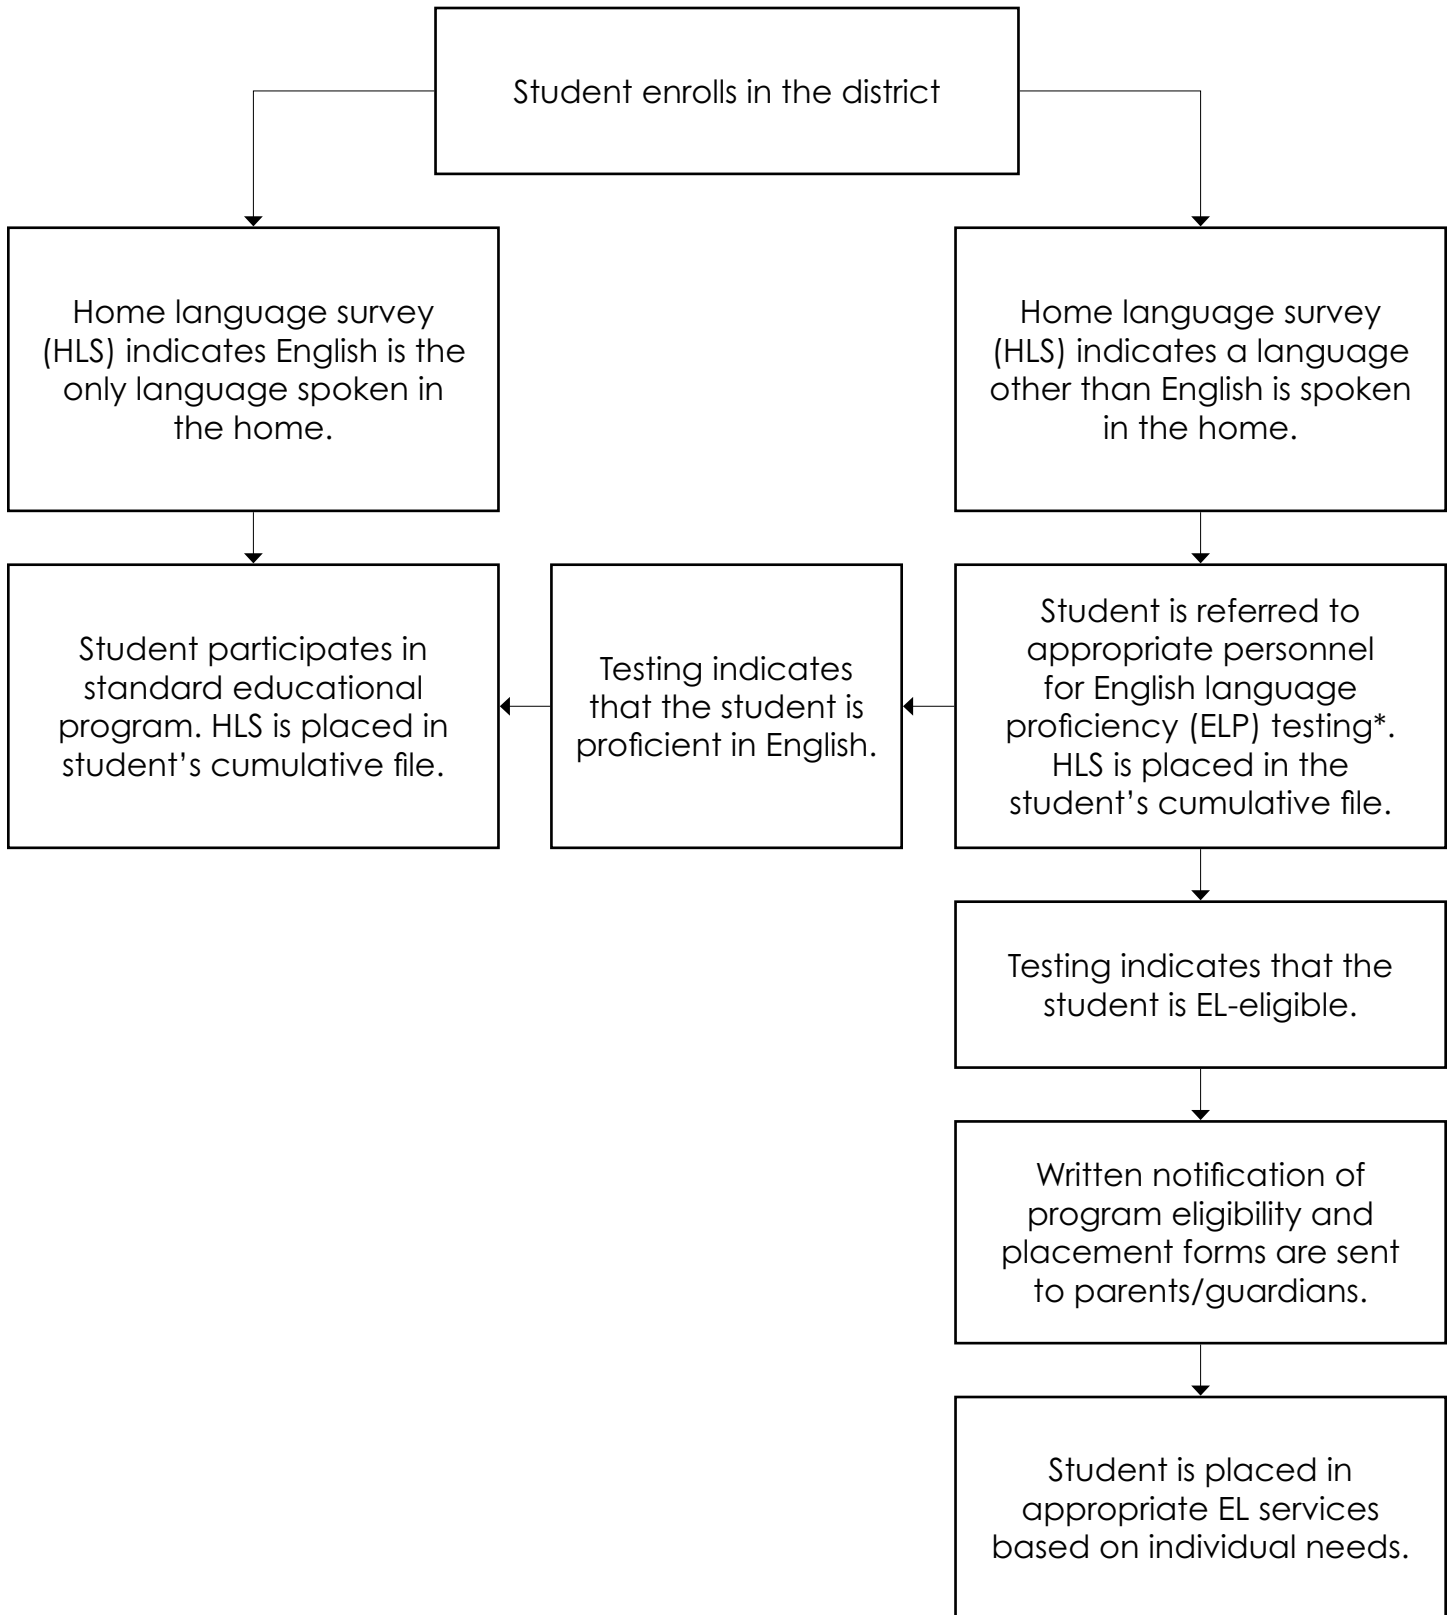 Student enrolls in the district
Home language survey
(HLS) indicates English is the
only language spoken in
the home.
Home language survey
(HLS) indicates a language
other than English is spoken
in the home.
Student participates in
standard educational
program. HLS is placed in
student’s cumulative file.
Testing indicates
that the student is
proficient in English.
Student is referred to
appropriate personnel
for English language
proficiency (ELP) testing*.
HLS is placed in the
student’s cumulative file.
Testing indicates that the
student is EL-eligible.
Written notification of
program eligibility and
placement forms are sent
to parents/guardians.
Student is placed in
appropriate EL services
based on individual needs.